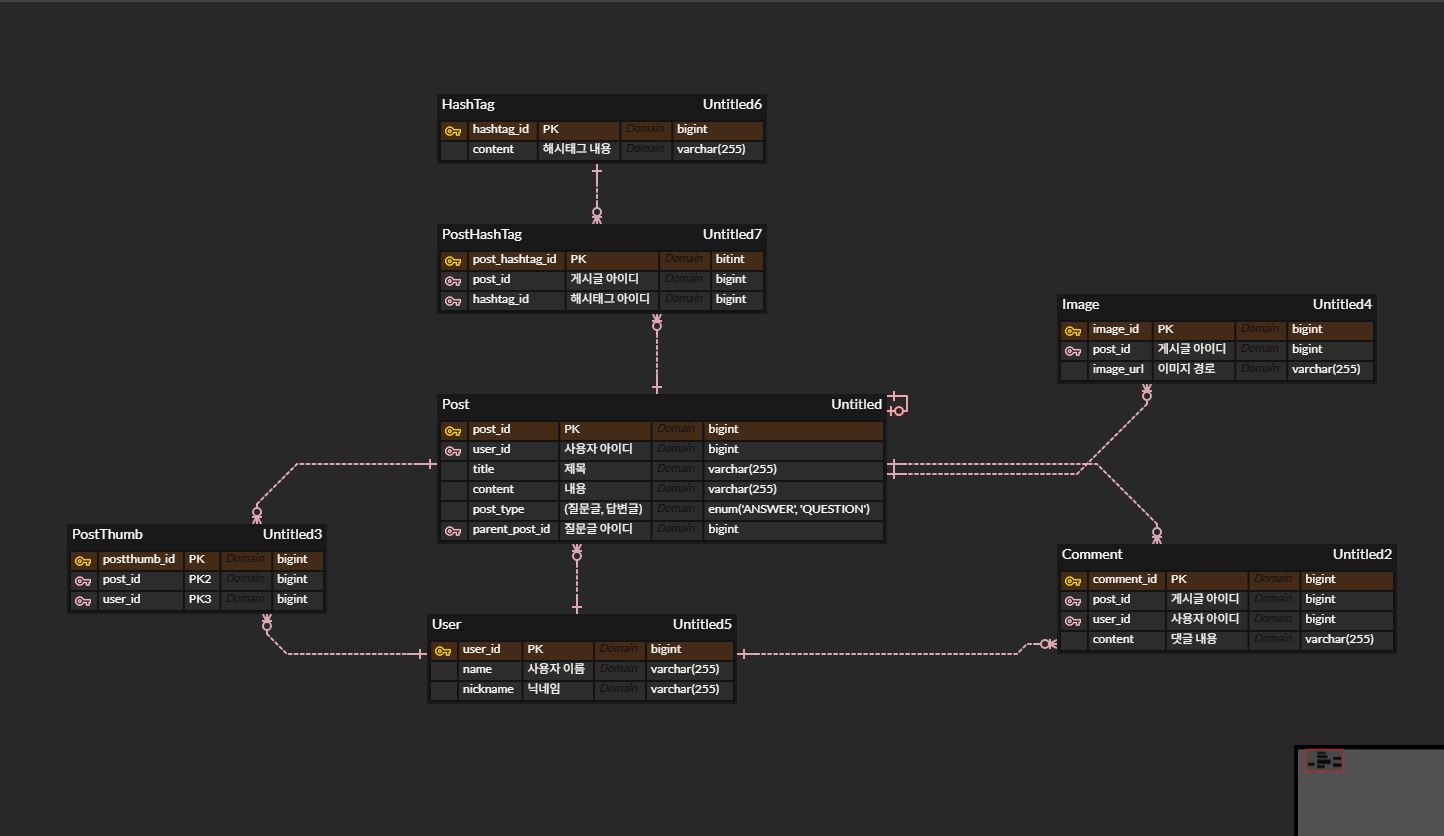 HashTag Untitled6
hashtag_id PK Domain bigint
content 해시태그 내용 Domain varchar(255)
PostHashTag Untitled7
post_hashtag_id PK Domain bitint
post_id 게시글 아이디 Domain bigint
hashtag_id 해시태그 아이디 Domain bigint
Image Untitled4
image_id PK Domain bigint
post_id 게시글 아이디 Domain bigint
image_url 이미지 경로 Domain varchar(255)
Post Untitled
post_id PK Domain bigint
user_id 사용자 아이디 Domain bigint
title 제목 Domain varchar(255)
content 내용 Domain varchar(255)
post_type (질문글, 답변글) Domain enum('ANSWER', 'QUESTION')
parent_post_id 질문글 아이디 Domain bigint
PostThumb Untitled3
postthumb_id PK Domain bigint
post_id PK2 Domain bigint
user_id PK3 Domain bigint
Comment Untitled2
comment_id PK Domain bigint
post_id 게시글 아이디 Domain bigint
user_id 사용자 아이디 Domain bigint
content 댓글 내용 Domain varchar(255)
User Untitled5
user_id PK Domain bigint
name 사용자 이름 Domain varchar(255)
nickname 닉네임 Domain varchar(255)